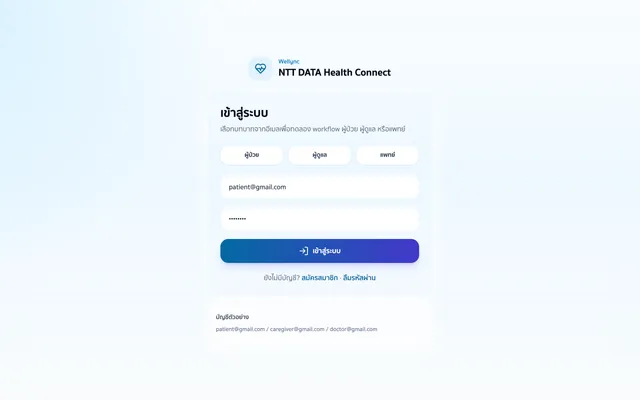 Wellync
NTT DATA Health Connect
เข้าสู่ระบบ
เลือกบทบาทจากอีเมลเพื่อทดลอง workflow ผู้ป่วย ผู้ดูแล หรือแพทย์
ผู้ป่วย
ผู้ดูแล
แพทย์
patient@gmail.com
••••••••
เข้าสู่ระบบ
ยังไม่มีบัญชี? สมัครสมาชิก · ลืมรหัสผ่าน
บัญชีตัวอย่าง
patient@gmail.com / caregiver@gmail.com / doctor@gmail.com